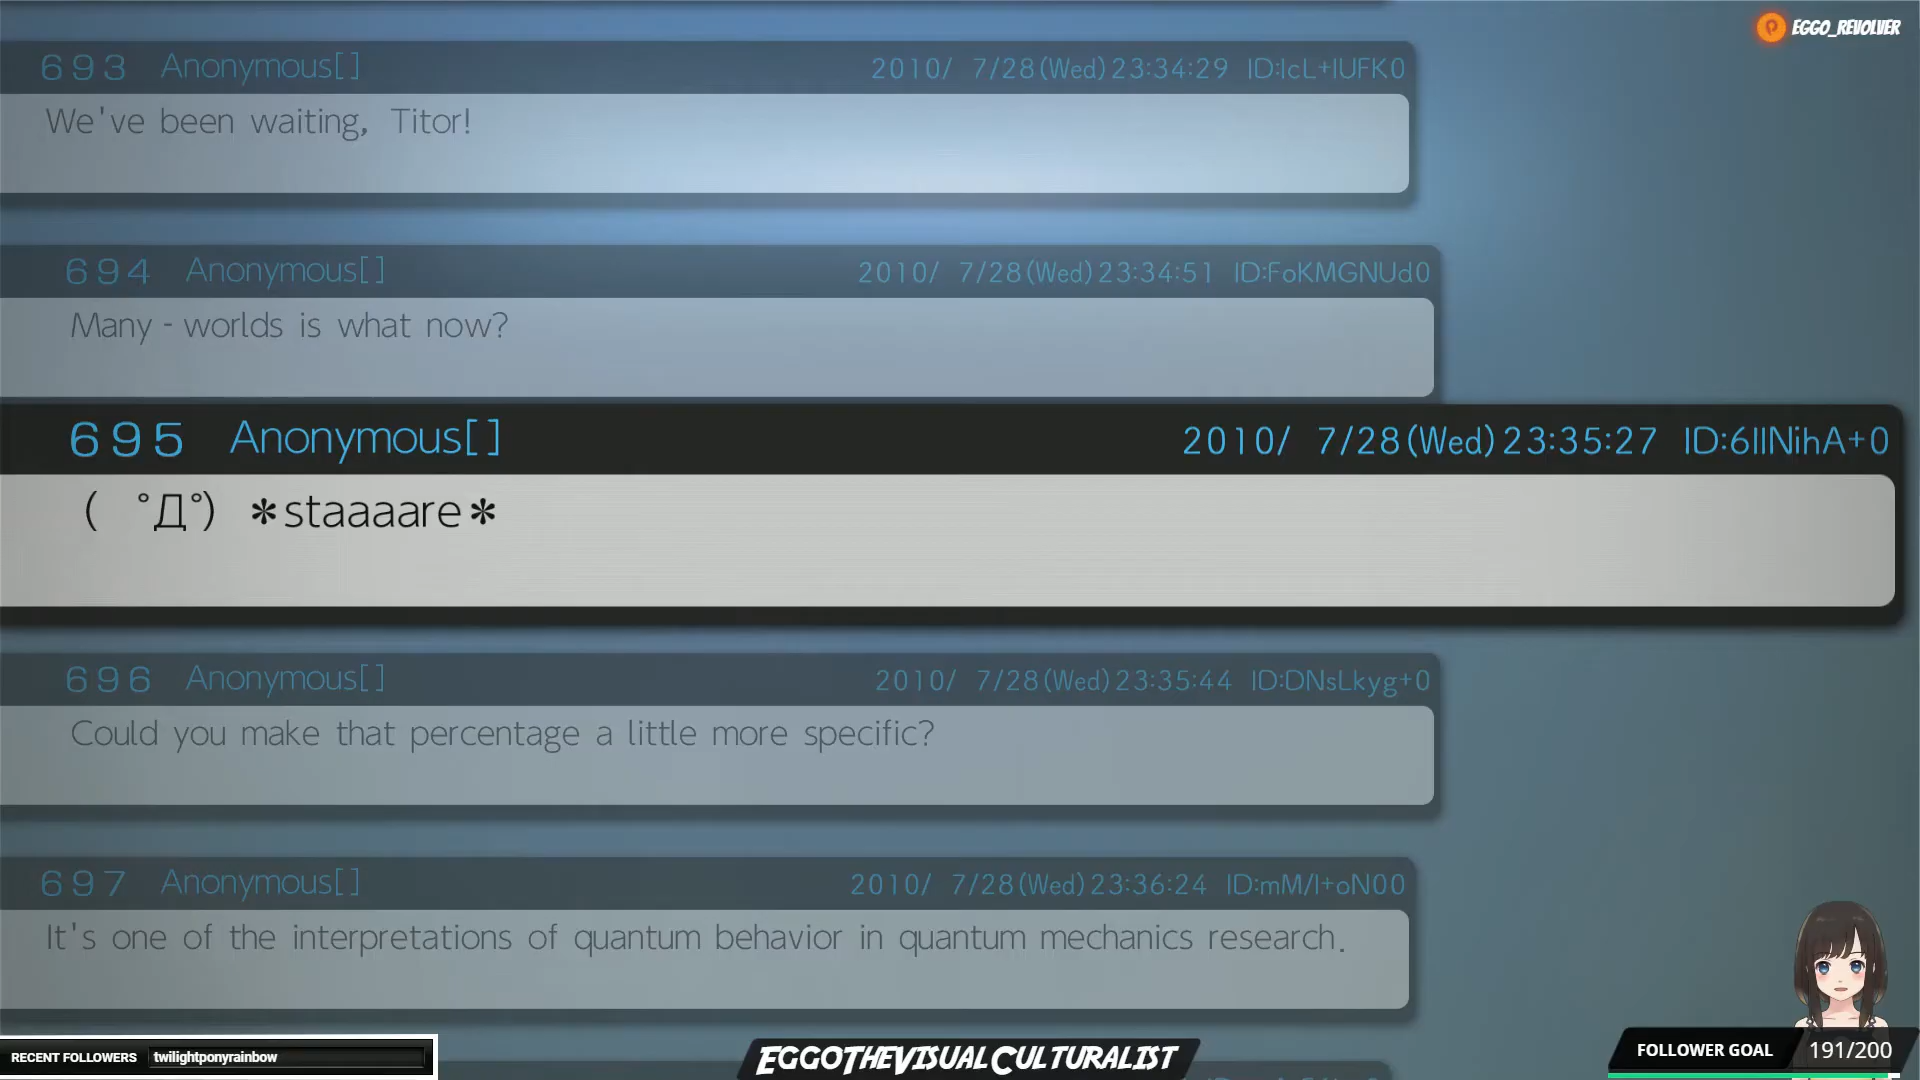 EGGO_REVOLVER
693 Anonymous[] 2010/ 7/28(Wed)23:34:29 ID:IcL+IUFK0
We've been waiting, Titor!
694 Anonymous[] 2010/ 7/28(Wed)23:34:51 ID:FoKMGNUd0
Many-worlds is what now?
695 Anonymous[] 2010/ 7/28(Wed)23:35:27 ID:6IINihA+0
( ゚Д゚) *staaaare*
696 Anonymous[] 2010/ 7/28(Wed)23:35:44 ID:DNsLkyg+0
Could you make that percentage a little more specific?
697 Anonymous[] 2010/ 7/28(Wed)23:36:24 ID:mM/I+oN00
It's one of the interpretations of quantum behavior in quantum mechanics research.
RECENT FOLLOWERS twilightponyrainbow
EGGOTHEVISUALCULTURALIST
FOLLOWER GOAL 191/200